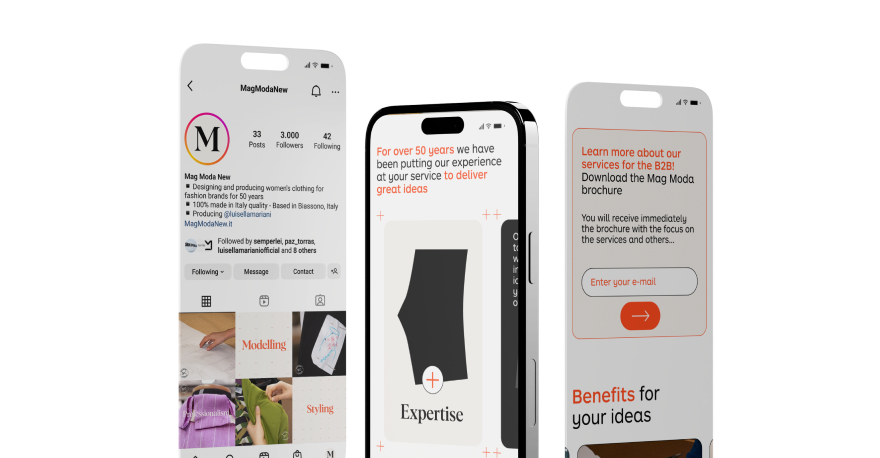 MagModaNew
M
33
Posts
3.000
Followers
42
Following
Mag Moda New
Designing and producing women's clothing for
fashion brands for 50 years
100% made in Italy quality - Based in Biassono, Italy
Producing @luisellamariani
MagModaNew.it
Followed by semperlei, paz_torras,
luisellamarianiofficial and 8 others
Following
Message
Contact
Modelling
Professionalism
Styling
M
For over 50 years we have
been putting our experience
at your service to deliver
great ideas
Expertise
Learn more about our
services for the B2B!
Download the Mag Moda
brochure
You will receive immediately
the brochure with the focus on
the services and others...
Enter your e-mail
Benefits for
your ideas